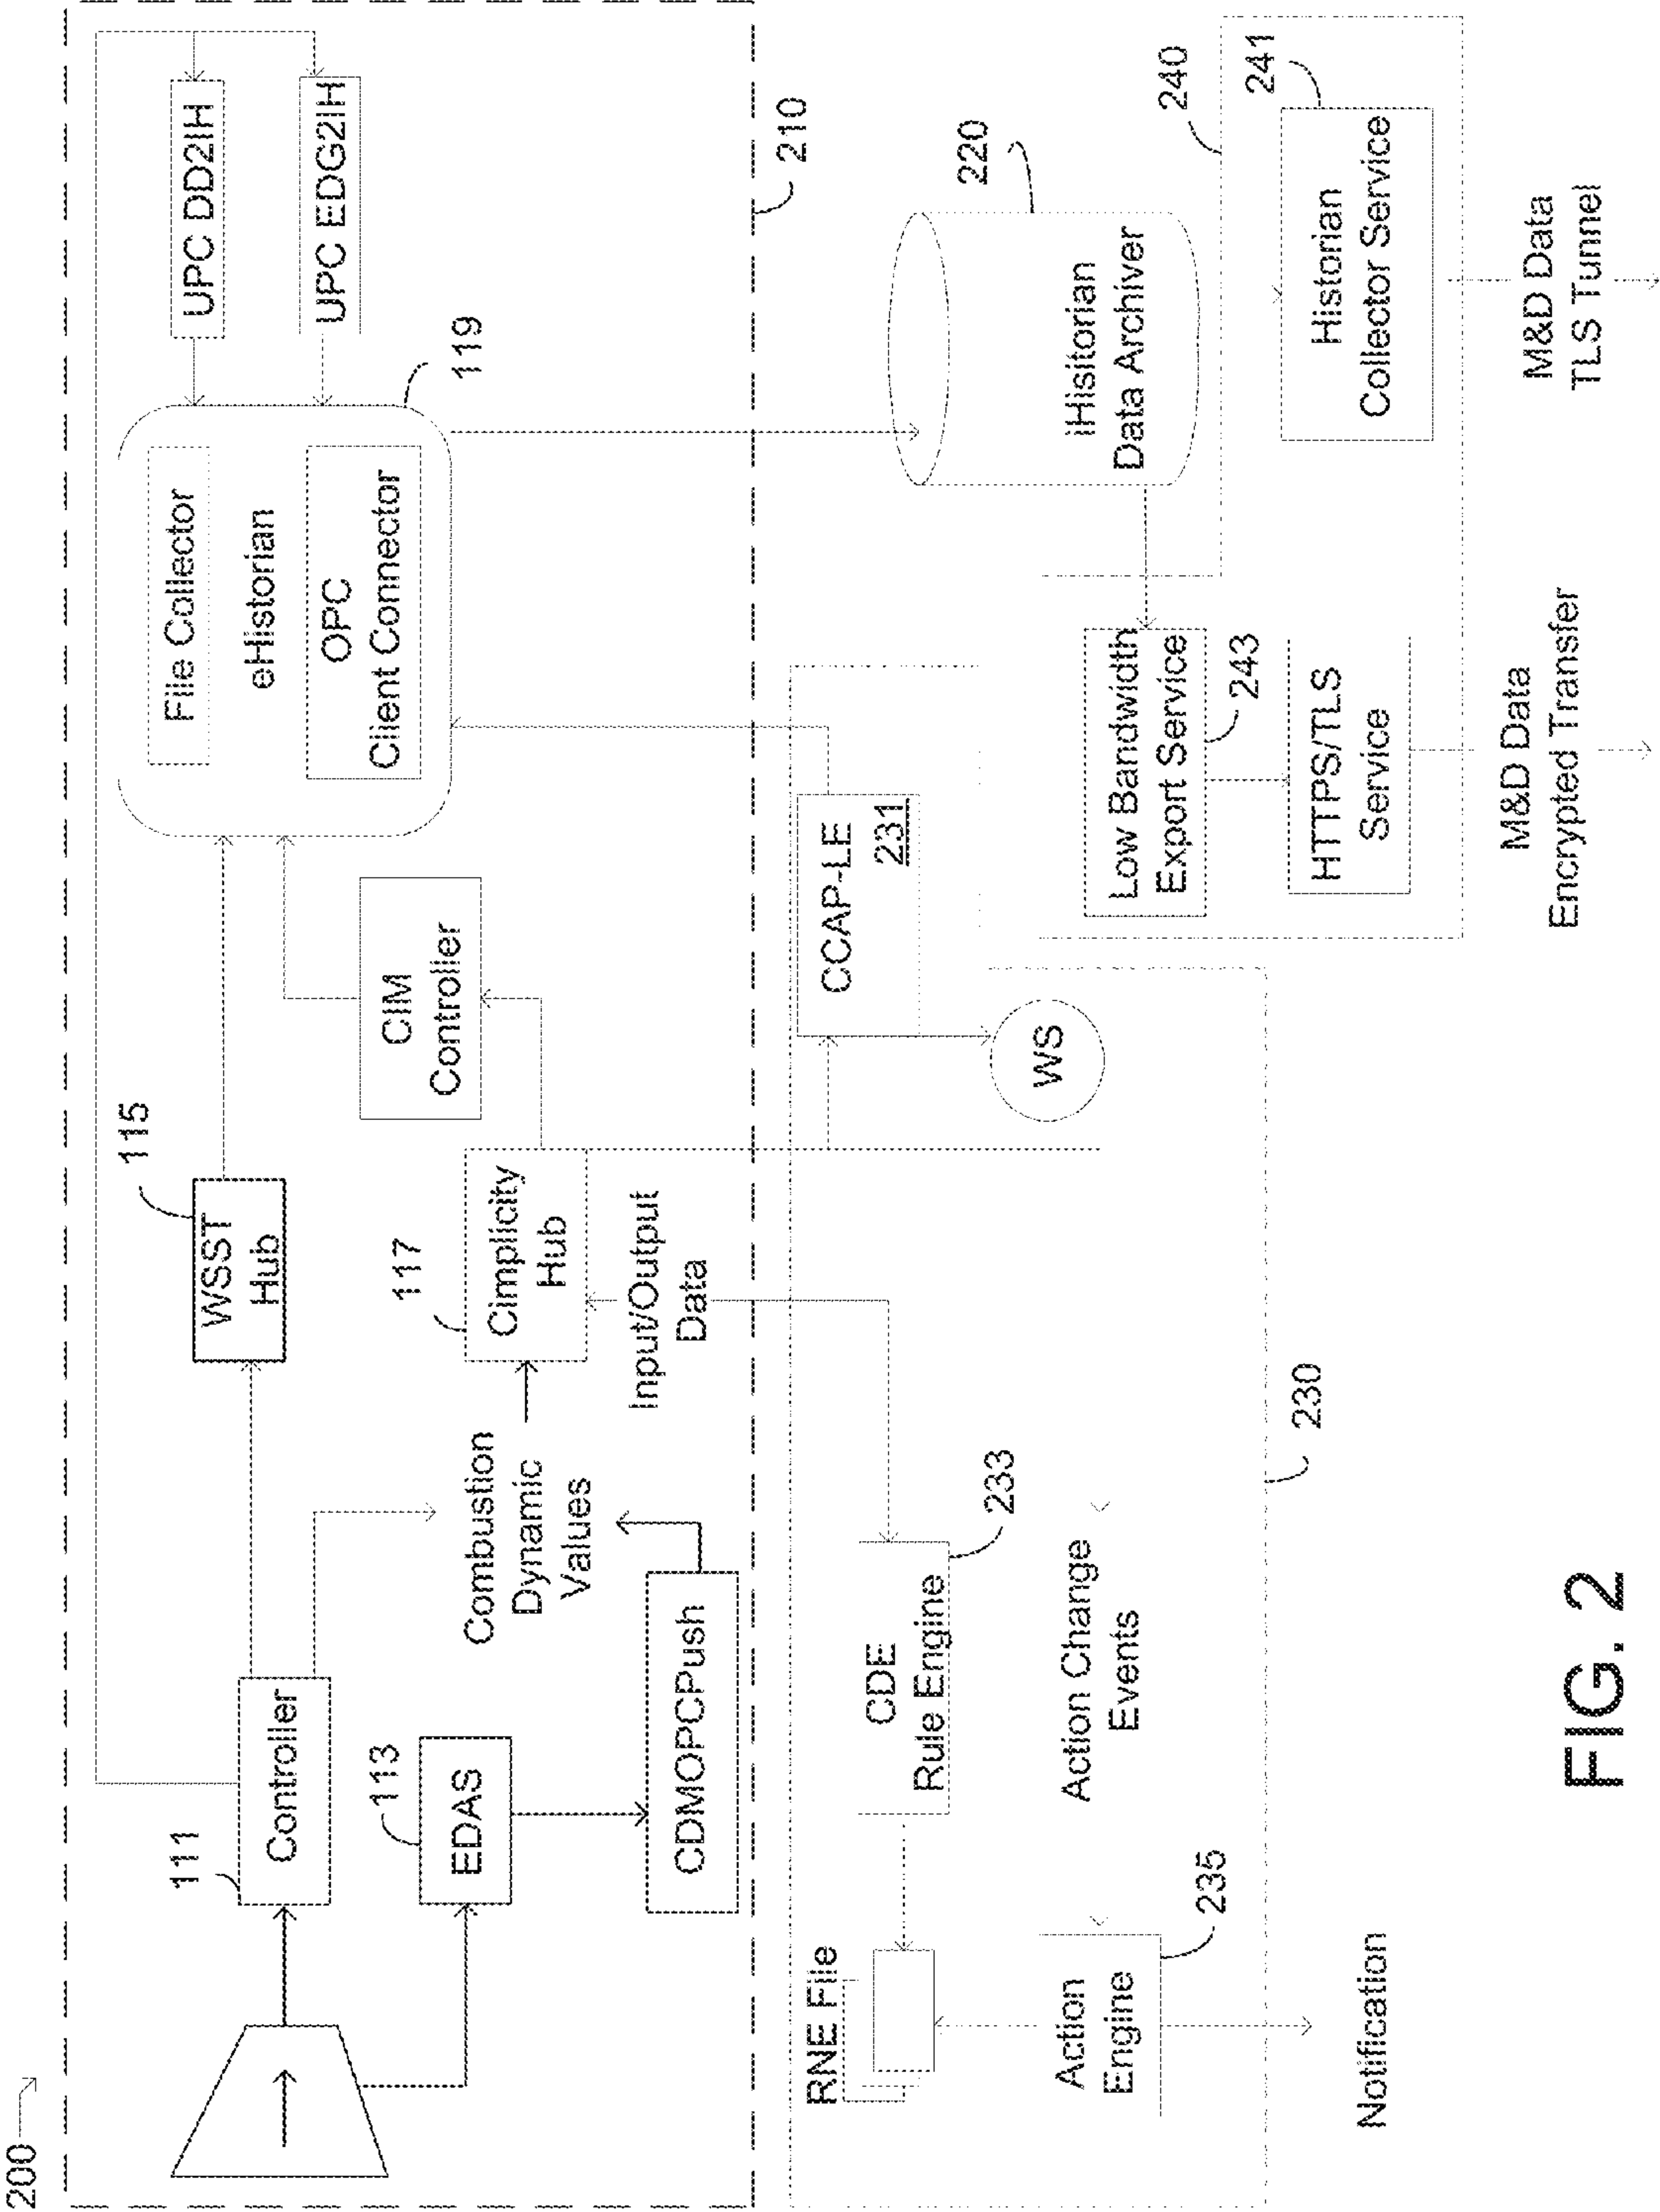 200
111
Controller
113
EDAS
CDMOPCPush
Combustion
Dynamic
Values
115
WSST
Hub
117
Cimplicity
Hub
Input/Output
Data
CIM
Controller
File Collector
eHistorian
OPC
Client Connector
119
UPC DD2IH
UPC EDG2IH
210
RNE File
CDE
Rule Engine
233
Action
Engine
235
Action Change
Events
CCAP-LE
231
WS
230
Notification
iHisitorian
Data Archiver
220
240
Low Bandwidth
Export Service
243
HTTPS/TLS
Service
Historian
Collector Service
241
M&D Data
Encrypted Transfer
M&D Data
TLS Tunnel
FIG. 2